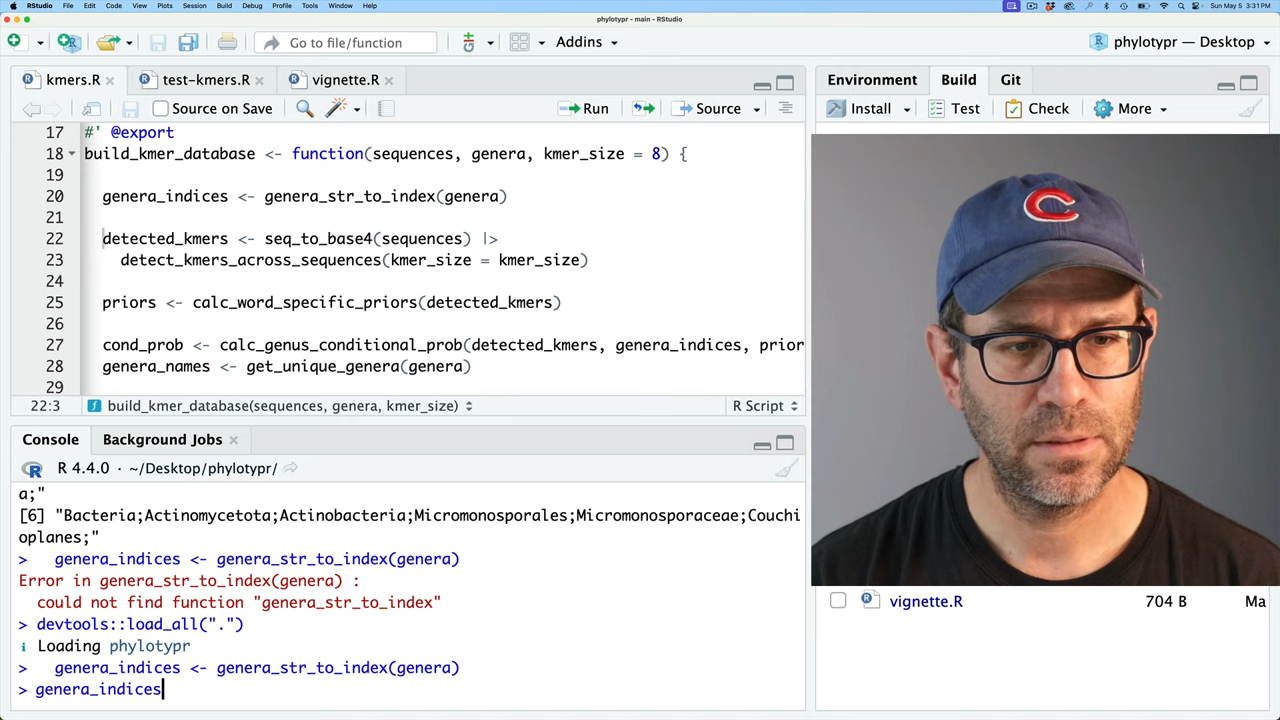 RStudio File Edit Code View Plots Session Build Debug Profile Tools Window Help Sun May 5 3:31 PM
phylotypr - main - RStudio
Go to file/function Addins phylotypr — Desktop
kmers.R test-kmers.R vignette.R
Environment Build Git
Source on Save Run Source
Install Test Check More
17 #' @export
18 build_kmer_database <- function(sequences, genera, kmer_size = 8) {
19
20 genera_indices <- genera_str_to_index(genera)
21
22 detected_kmers <- seq_to_base4(sequences) |>
23 detect_kmers_across_sequences(kmer_size = kmer_size)
24
25 priors <- calc_word_specific_priors(detected_kmers)
26
27 cond_prob <- calc_genus_conditional_prob(detected_kmers, genera_indices, prior
28 genera_names <- get_unique_genera(genera)
29
22:3 build_kmer_database(sequences, genera, kmer_size) R Script
Console Background Jobs
R 4.4.0 · ~/Desktop/phylotypr/
a;"
[6] "Bacteria;Actinomycetota;Actinobacteria;Micromonosporales;Micromonosporaceae;Couchi
oplanes;"
> genera_indices <- genera_str_to_index(genera)
Error in genera_str_to_index(genera) :
could not find function "genera_str_to_index"
> devtools::load_all(".")
ℹ Loading phylotypr
> genera_indices <- genera_str_to_index(genera)
> genera_indices
C
vignette.R 704 B Ma